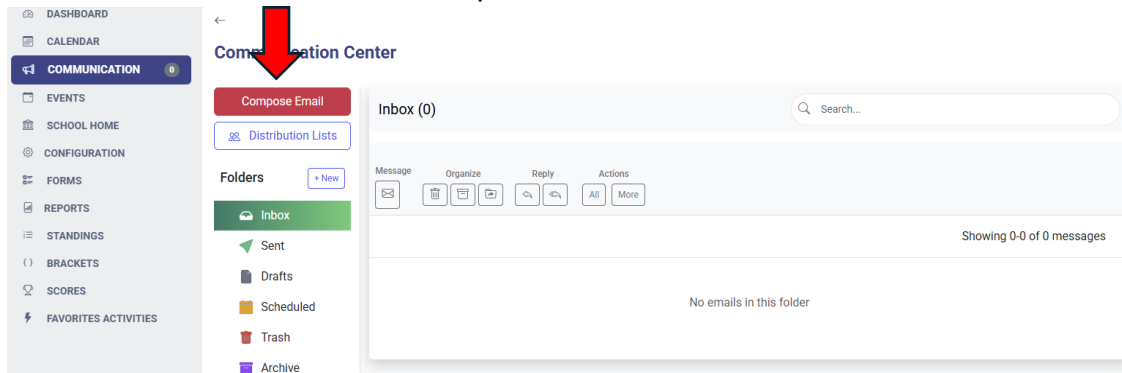 DASHBOARD
CALENDAR
COMMUNICATION 0
EVENTS
SCHOOL HOME
CONFIGURATION
FORMS
REPORTS
STANDINGS
BRACKETS
SCORES
FAVORITES ACTIVITIES
Center
Compose Email
Distribution Lists
Folders
+ New
Inbox
Sent
Drafts
Scheduled
Trash
Archive
Inbox (0)
Search...
Message
Organize
Reply
Actions
All
More
Showing 0-0 of 0 messages
No emails in this folder